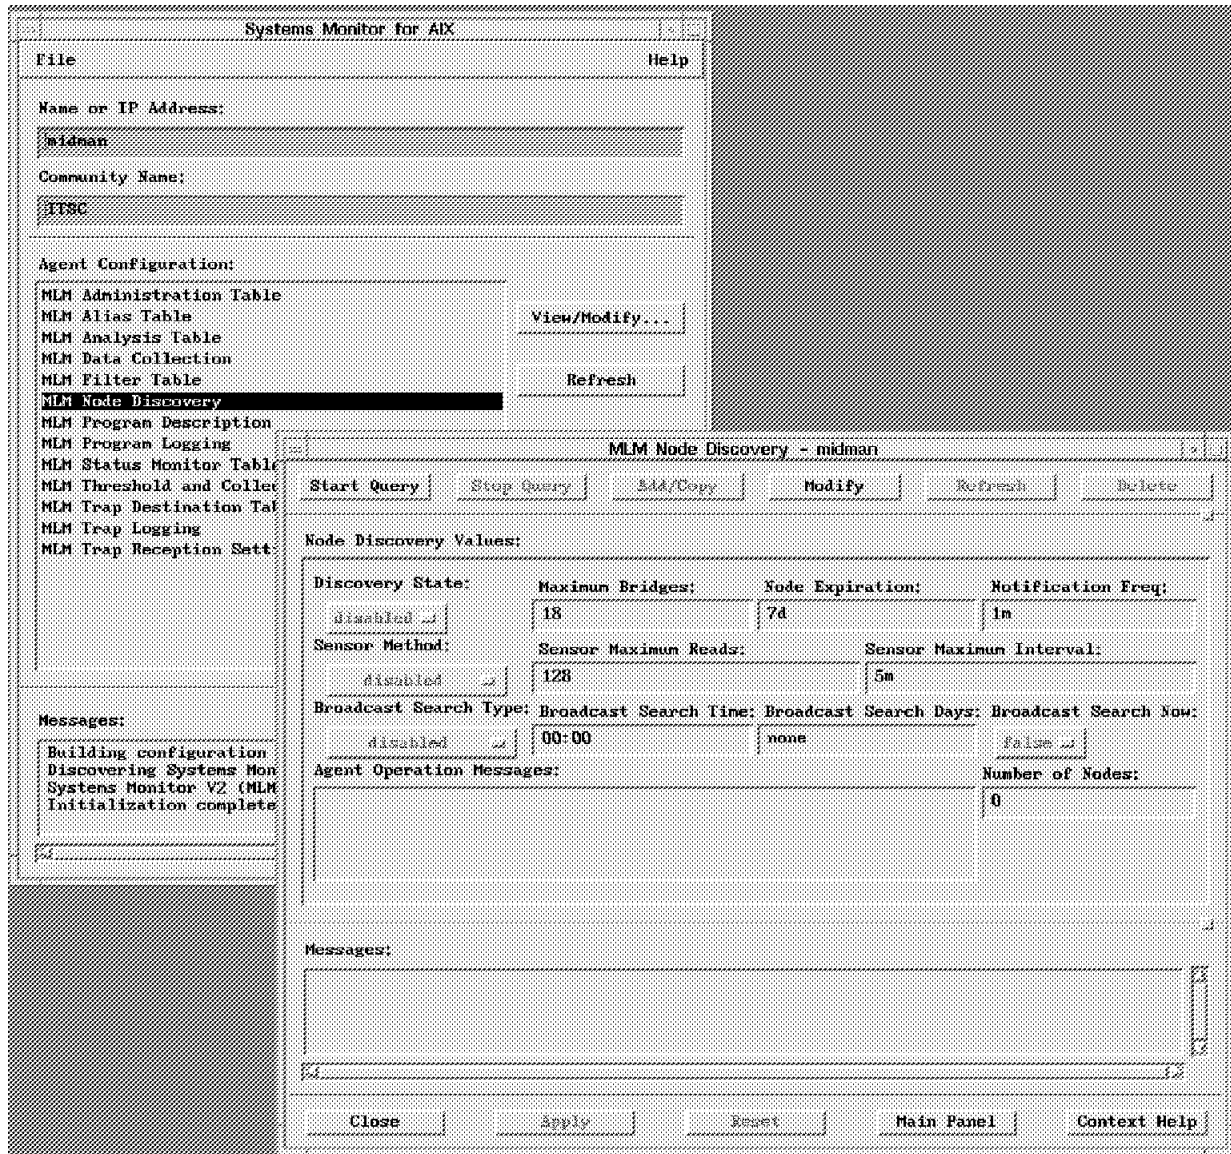 Systems Monitor for AIX
File Help
Name or IP Address:
midman
Community Name:
ITSC
Agent Configuration:
MLM Administration Table
MLM Alias Table
MLM Analysis Table
MLM Data Collection
MLM Filter Table
MLM Node Discovery
MLM Program Description
MLM Program Logging
MLM Status Monitor Table
MLM Threshold and Collec
MLM Trap Destination Tab
MLM Trap Logging
MLM Trap Reception Sett
View/Modify...
Refresh
Messages:
Building configuration
Discovering Systems Mon
Systems Monitor V2 (MLM
Initialization complete
MLM Node Discovery - midman
Start Query Stop Query Add/Copy Modify Refresh Delete
Node Discovery Values:
Discovery State: Maximum Bridges: Node Expiration: Notification Freq:
disabled 18 7d 1m
Sensor Method: Sensor Maximum Reads: Sensor Maximum Interval:
disabled 128 5m
Broadcast Search Type: Broadcast Search Time: Broadcast Search Days: Broadcast Search Now:
disabled 00:00 none false
Agent Operation Messages: Number of Nodes:
0
Messages:
Close Apply Reset Main Panel Context Help